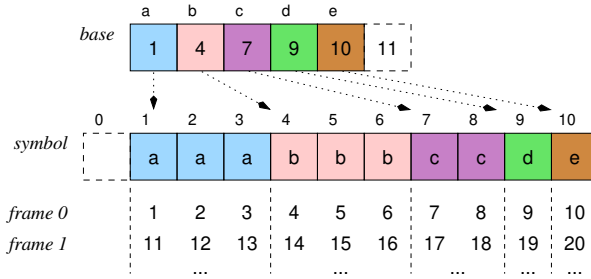 a b c d e
base 1 4 7 9 10 11
0 1 2 3 4 5 6 7 8 9 10
symbol a a a b b b c c d e
frame 0 1 2 3 4 5 6 7 8 9 10
frame 1 11 12 13 14 15 16 17 18 19 20
... ... ... ... ...